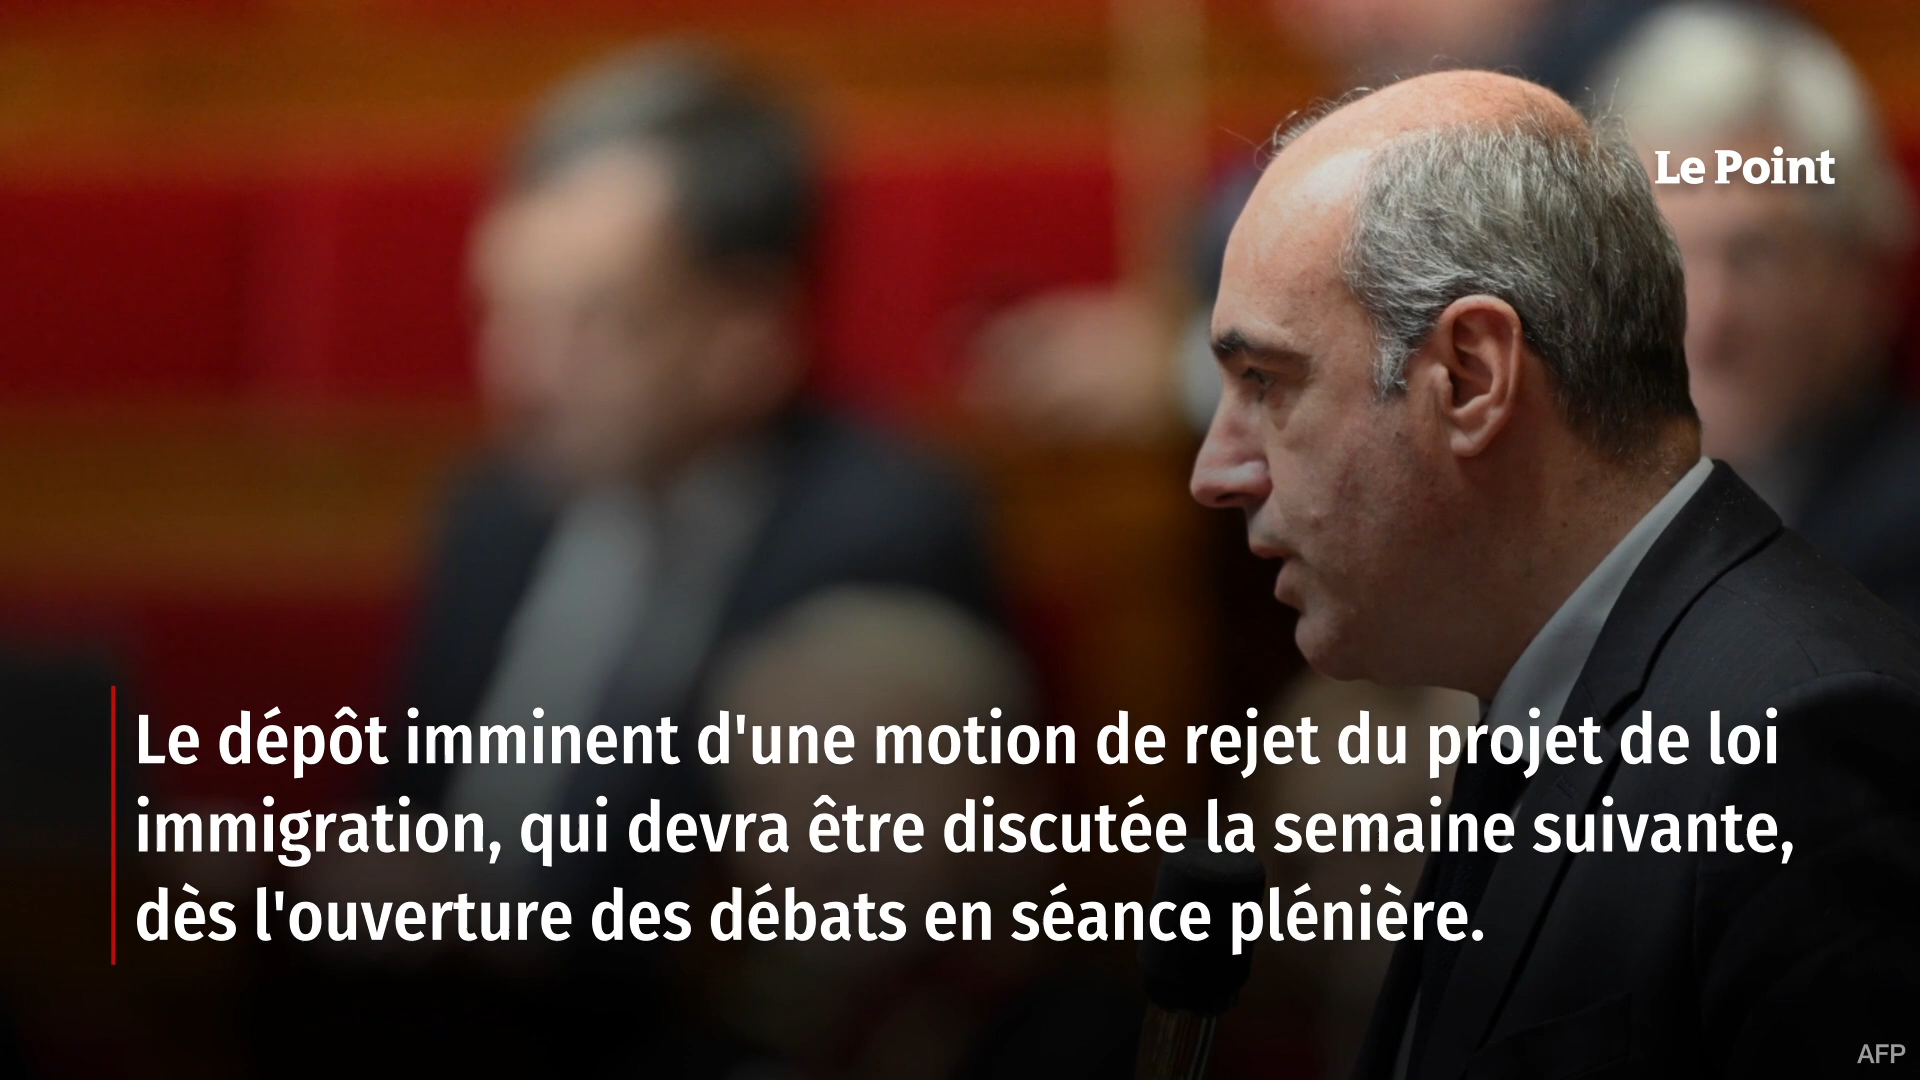 Le Point
Le dépôt imminent d'une motion de rejet du projet de loi
immigration, qui devra être discutée la semaine suivante,
dès l'ouverture des débats en séance plénière.
AFP